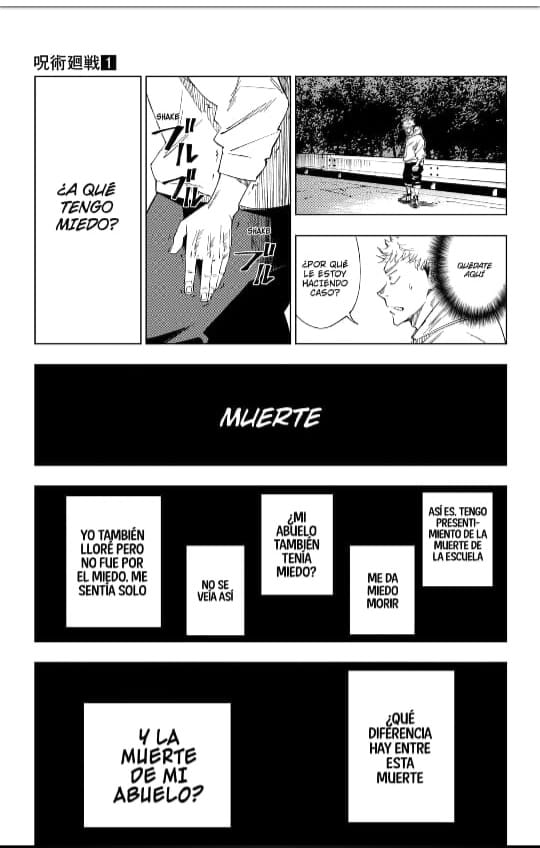 呪術廻戦1
QUÉDATE
AQUÍ
¿POR QUÉ
LE ESTOY
HACIENDO
CASO?
SHAKE
ブル
ブル
SHAKE
ブル
¿A QUÉ
TENGO
MIEDO?
MUERTE
ASÍ ES. TENGO
PRESENTI-
MIENTO DE LA
MUERTE DE
LA ESCUELA
ME DA
MIEDO
MORIR
¿MI
ABUELO
TAMBIÉN
TENÍA
MIEDO?
NO SE
VEÍA ASÍ
YO TAMBIÉN
LLORÉ PERO
NO FUE POR
EL MIEDO. ME
SENTÍA SOLO
¿QUÉ
DIFERENCIA
HAY ENTRE
ESTA
MUERTE
Y LA
MUERTE
DE MI
ABUELO?